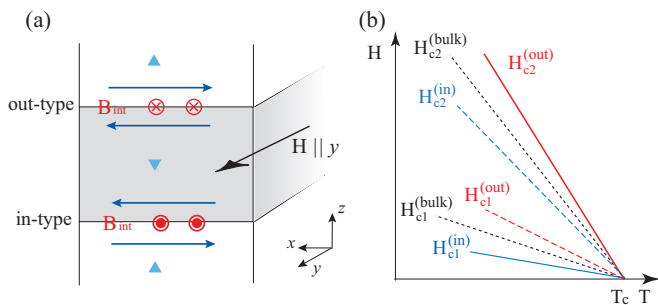 (a)
out-type
B_int
H || y
in-type
B_int
z
x
y
(b)
H
H_c2^(bulk)
H_c2^(out)
H_c2^(in)
H_c1^(out)
H_c1^(bulk)
H_c1^(in)
T_c T